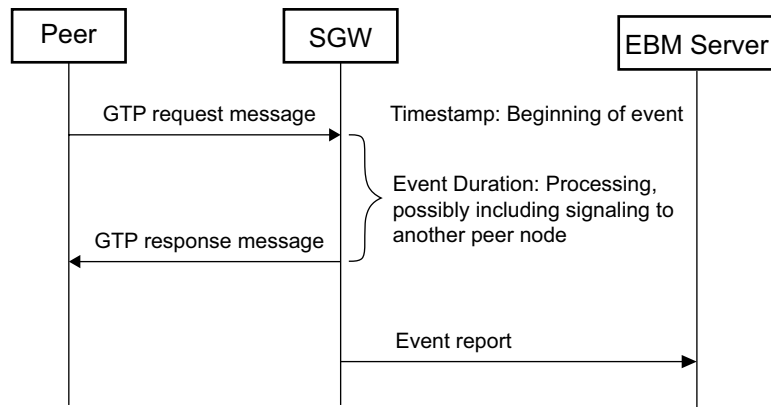 Peer
SGW
EBM Server
GTP request message
Timestamp: Beginning of event
Event Duration: Processing,
possibly including signaling to
another peer node
GTP response message
Event report